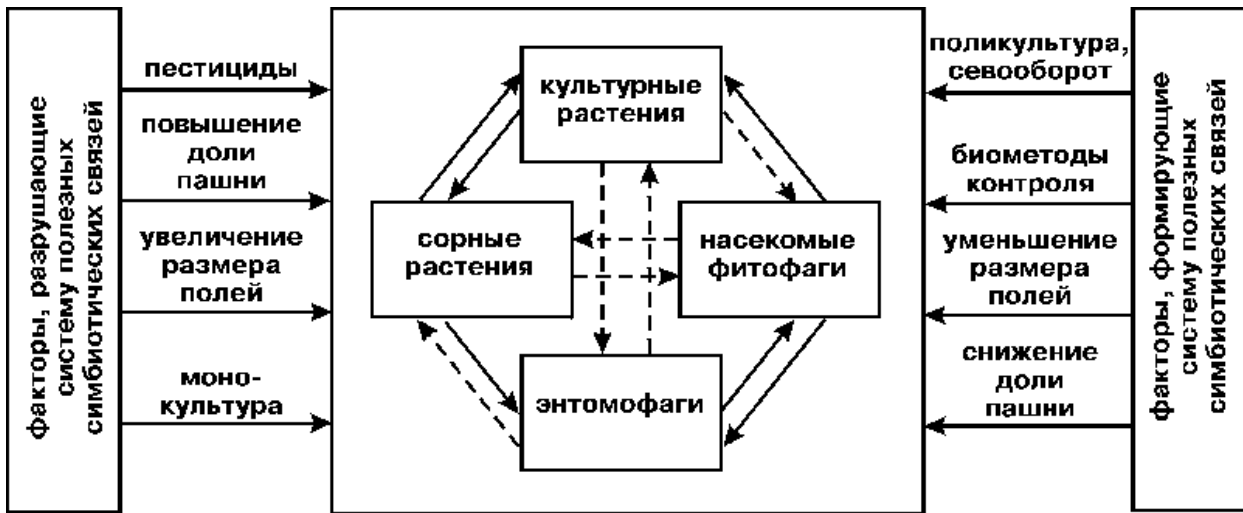 факторы, разрушающие
систему полезных
симбиотических связей
пестициды
повышение
доли
пашни
увеличение
размера
полей
моно-
культура
культурные
растения
сорные
растения
насекомые
фитофаги
энтомофаги
поликультура,
севооборот
биометоды
контроля
уменьшение
размера
полей
снижение
доли
пашни
факторы, формирующие
систему полезных
симбиотических связей